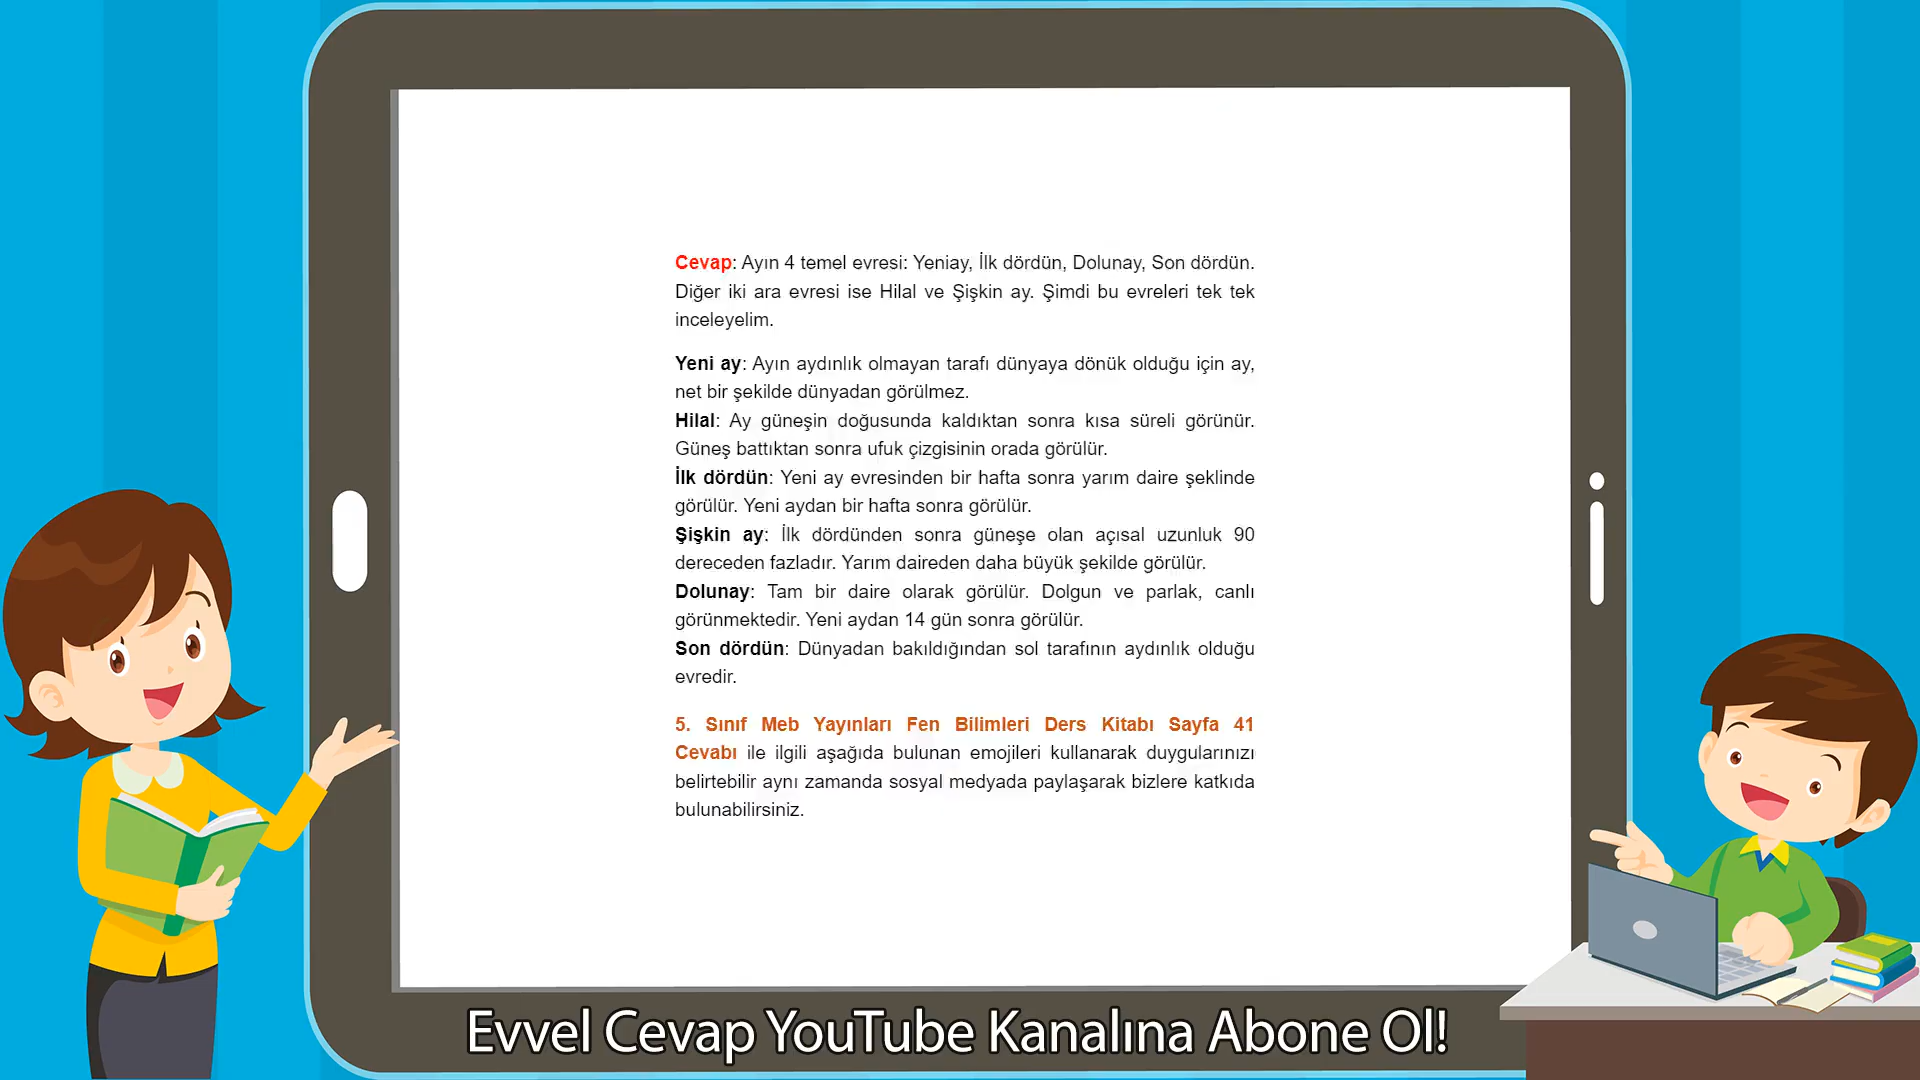 Cevap: Ayın 4 temel evresi: Yeniay, İlk dördün, Dolunay, Son dördün.
Diğer iki ara evresi ise Hilal ve Şişkin ay. Şimdi bu evreleri tek tek
inceleyelim.
Yeni ay: Ayın aydınlık olmayan tarafı dünyaya dönük olduğu için ay,
net bir şekilde dünyadan görülmez.
Hilal: Ay güneşin doğusunda kaldıktan sonra kısa süreli görünür.
Güneş battıktan sonra ufuk çizgisinin orada görülür.
İlk dördün: Yeni ay evresinden bir hafta sonra yarım daire şeklinde
görülür. Yeni aydan bir hafta sonra görülür.
Şişkin ay: İlk dördünden sonra güneşe olan açısal uzunluk 90
dereceden fazladır. Yarım daireden daha büyük şekilde görülür.
Dolunay: Tam bir daire olarak görülür. Dolgun ve parlak, canlı
görünmektedir. Yeni aydan 14 gün sonra görülür.
Son dördün: Dünyadan bakıldığından sol tarafının aydınlık olduğu
evredir.
5. Sınıf Meb Yayınları Fen Bilimleri Ders Kitabı Sayfa 41
Cevabı ile ilgili aşağıda bulunan emojileri kullanarak duygularınızı
belirtebilir aynı zamanda sosyal medyada paylaşarak bizlere katkıda
bulunabilirsiniz.
Evvel Cevap YouTube Kanalına Abone Ol!